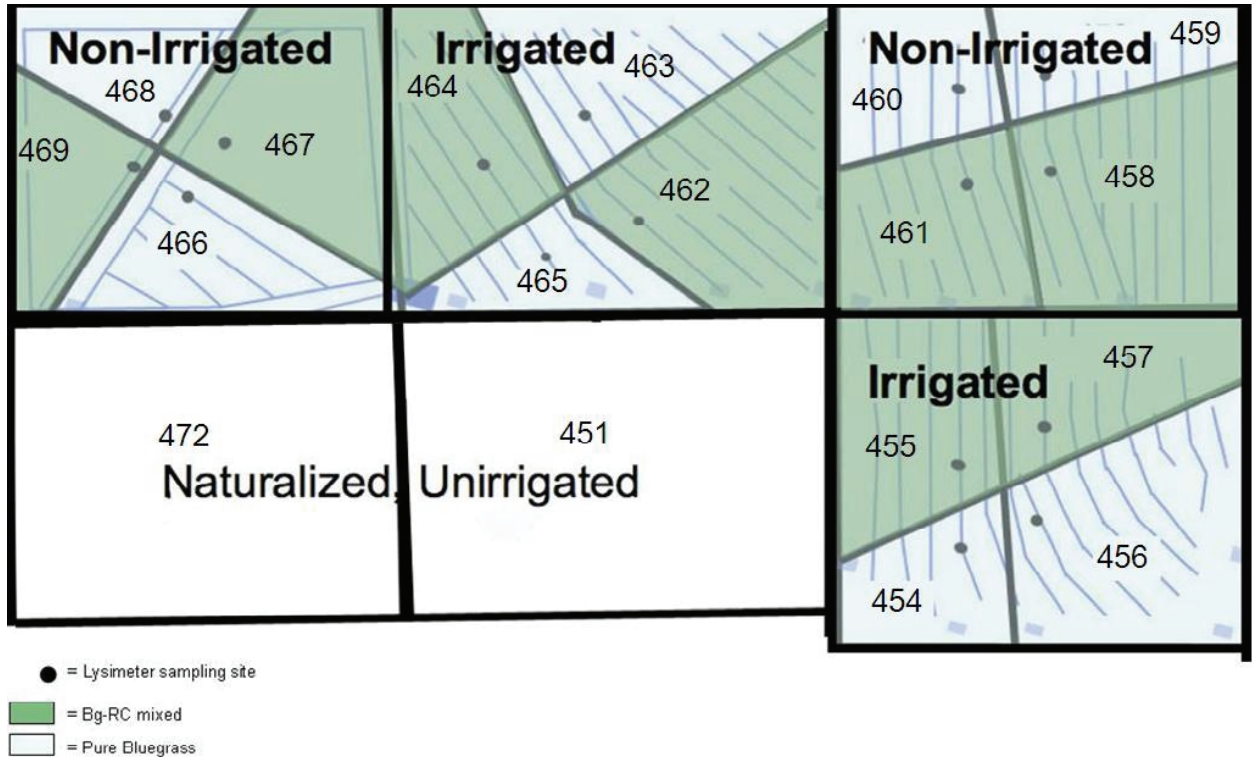 Non-Irrigated
468
469
467
466
Irrigated
463
464
462
465
Non-Irrigated
459
460
458
461
472
451
Naturalized, Unirrigated
Irrigated
457
455
456
454
= Lysimeter sampling site
= Bg-RC mixed
= Pure Bluegrass